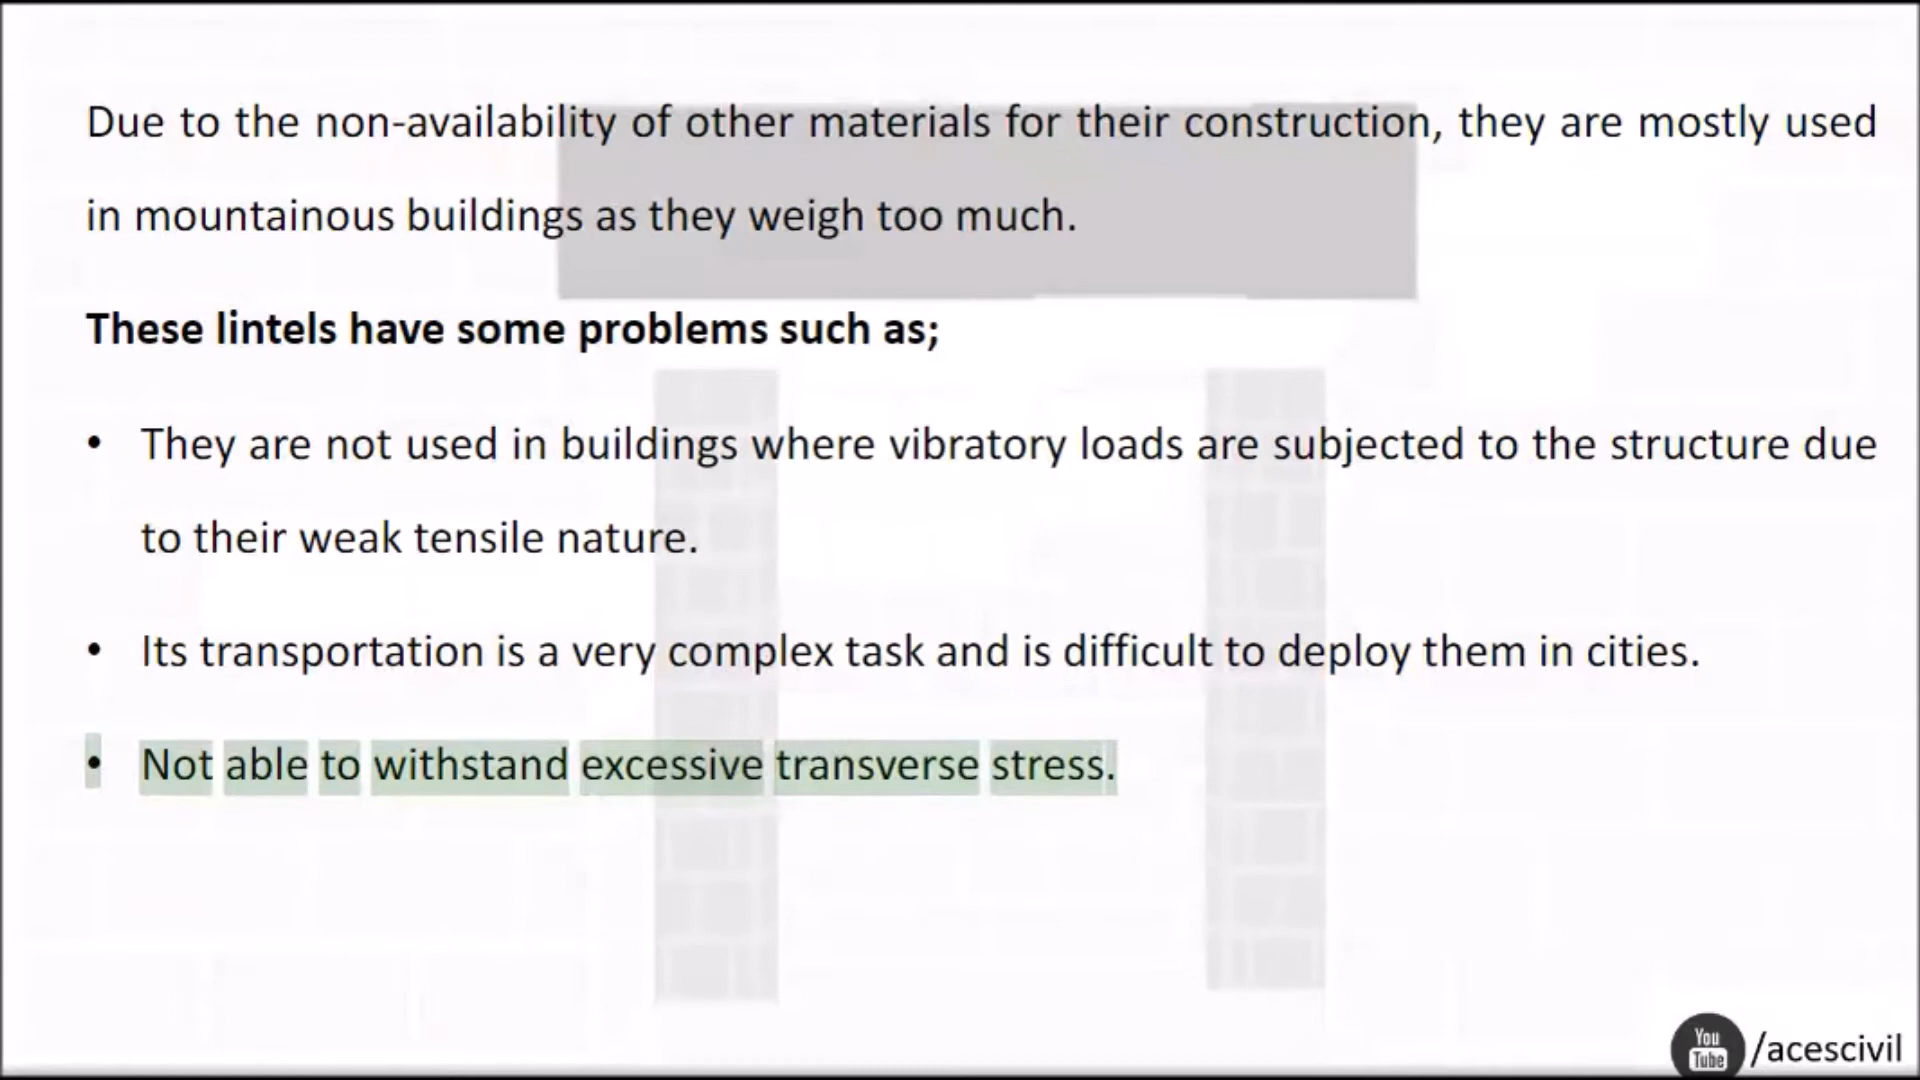 Due to the non-availability of other materials for their construction, they are mostly used
in mountainous buildings as they weigh too much.
These lintels have some problems such as;
• They are not used in buildings where vibratory loads are subjected to the structure due
to their weak tensile nature.
• Its transportation is a very complex task and is difficult to deploy them in cities.
• Not able to withstand excessive transverse stress.
You
Tube
/acescivil